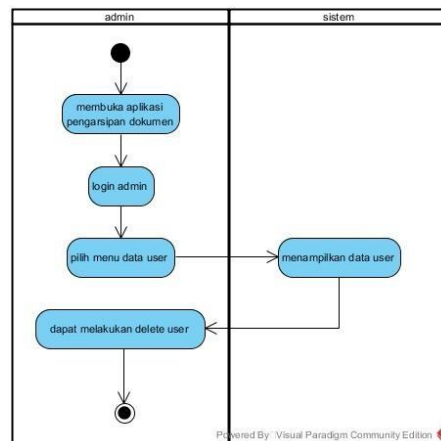 admin
sistem
membuka aplikasi
pengarsipan dokumen
login admin
pilih menu data user
menampilkan data user
dapat melakukan delete user
Powered By Visual Paradigm Community Edition